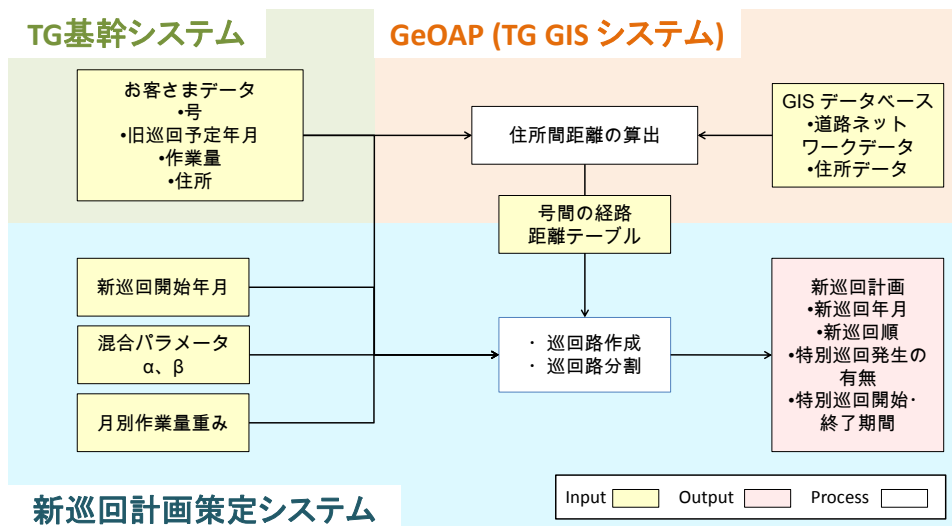 TG基幹システム
GeOAP (TG GIS システム)
お客さまデータ
•号
•旧巡回予定年月
•作業量
•住所
住所間距離の算出
GIS データベース
•道路ネット
ワークデータ
•住所データ
号間の経路
距離テーブル
新巡回開始年月
混合パラメータ
α、β
月別作業量重み
・ 巡回路作成
・ 巡回路分割
新巡回計画
•新巡回年月
•新巡回順
•特別巡回発生の
有無
•特別巡回開始・
終了期間
新巡回計画策定システム
Input
Output
Process